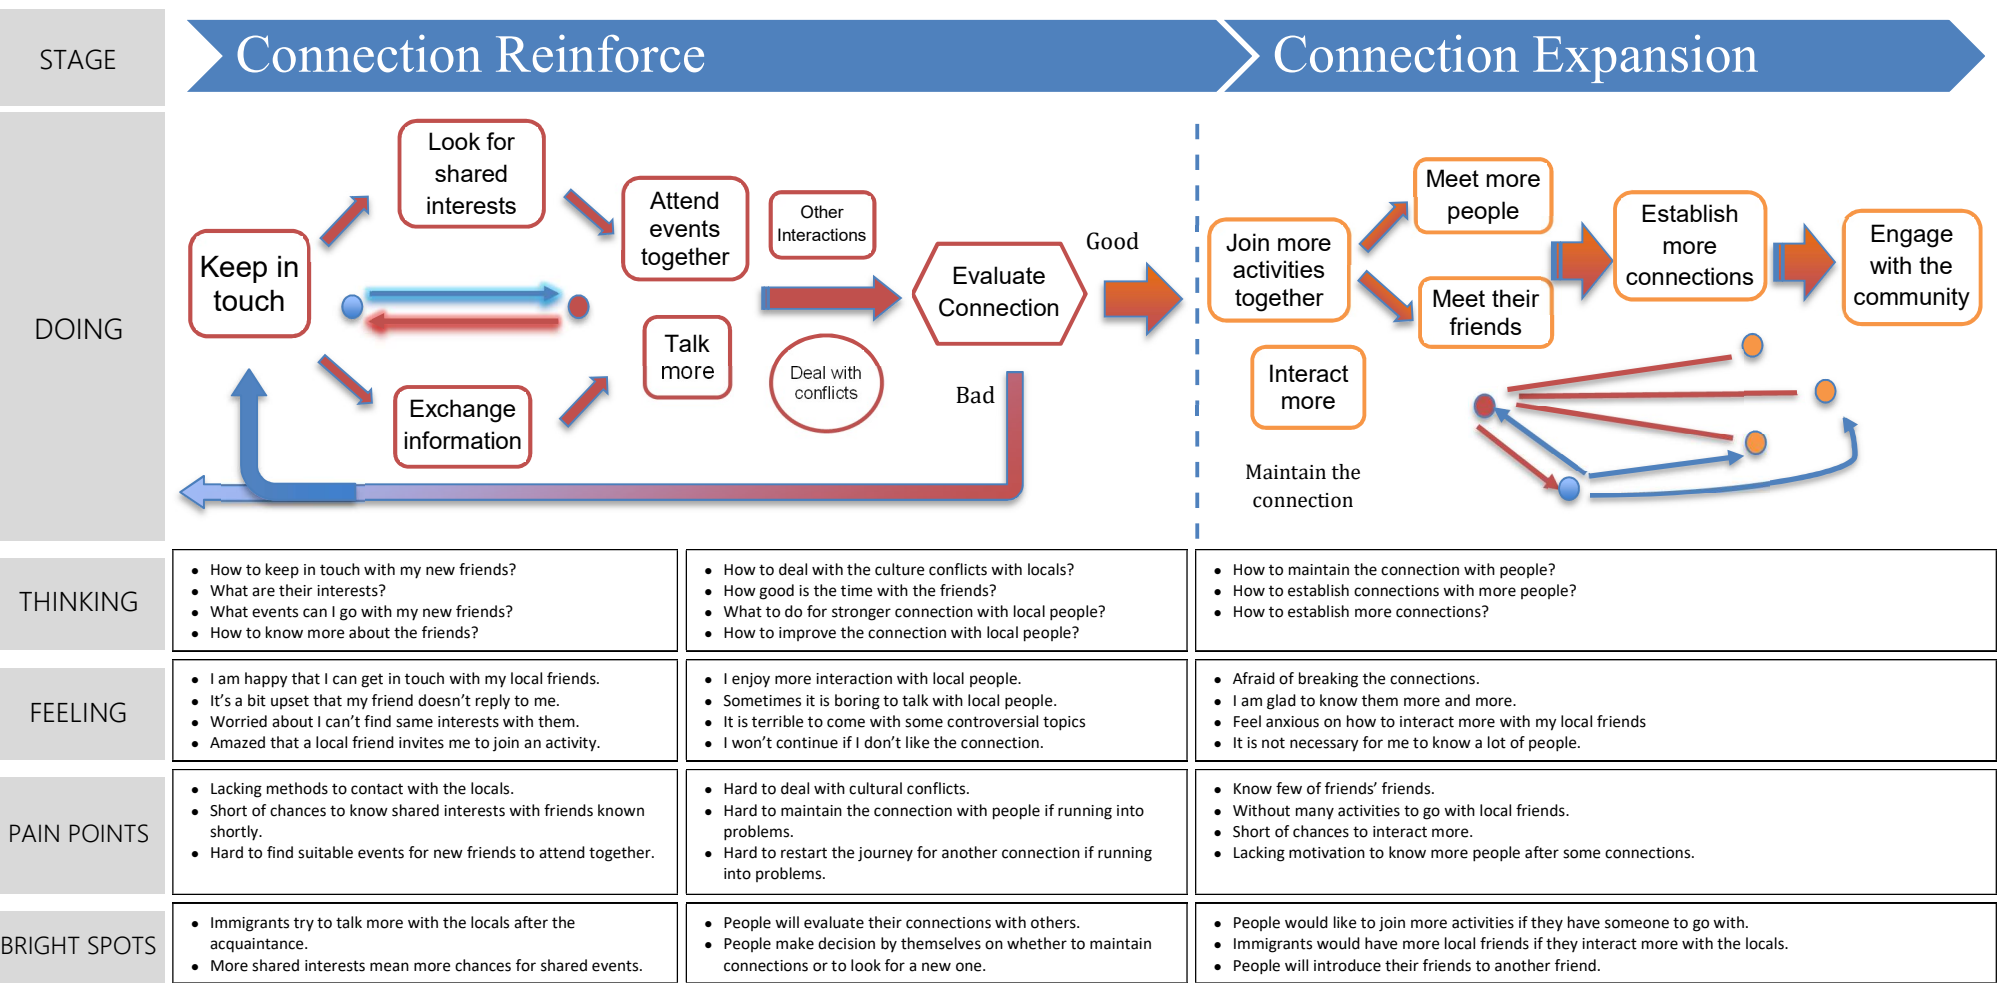 STAGE
Connection Reinforce
Connection Expansion
DOING
Keep in
touch
Look for
shared
interests
Exchange
information
Attend
events
together
Talk
more
Other
Interactions
Deal with
conflicts
Evaluate
Connection
Good
Bad
Join more
activities
together
Interact
more
Maintain the
connection
Meet more
people
Meet their
friends
Establish
more
connections
Engage
with the
community
THINKING
• How to keep in touch with my new friends?
• What are their interests?
• What events can I go with my new friends?
• How to know more about the friends?
• How to deal with the culture conflicts with locals?
• How good is the time with the friends?
• What to do for stronger connection with local people?
• How to improve the connection with local people?
• How to maintain the connection with people?
• How to establish connections with more people?
• How to establish more connections?
FEELING
• I am happy that I can get in touch with my local friends.
• It's a bit upset that my friend doesn't reply to me.
• Worried about I can't find same interests with them.
• Amazed that a local friend invites me to join an activity.
• I enjoy more interaction with local people.
• Sometimes it is boring to talk with local people.
• It is terrible to come with some controversial topics
• I won't continue if I don't like the connection.
• Afraid of breaking the connections.
• I am glad to know them more and more.
• Feel anxious on how to interact more with my local friends
• It is not necessary for me to know a lot of people.
PAIN POINTS
• Lacking methods to contact with the locals.
• Short of chances to know shared interests with friends known
shortly.
• Hard to find suitable events for new friends to attend together.
• Hard to deal with cultural conflicts.
• Hard to maintain the connection with people if running into
problems.
• Hard to restart the journey for another connection if running
into problems.
• Know few of friends' friends.
• Without many activities to go with local friends.
• Short of chances to interact more.
• Lacking motivation to know more people after some connections.
BRIGHT SPOTS
• Immigrants try to talk more with the locals after the
acquaintance.
• More shared interests mean more chances for shared events.
• People will evaluate their connections with others.
• People make decision by themselves on whether to maintain
connections or to look for a new one.
• People would like to join more activities if they have someone to go with.
• Immigrants would have more local friends if they interact more with the locals.
• People will introduce their friends to another friend.